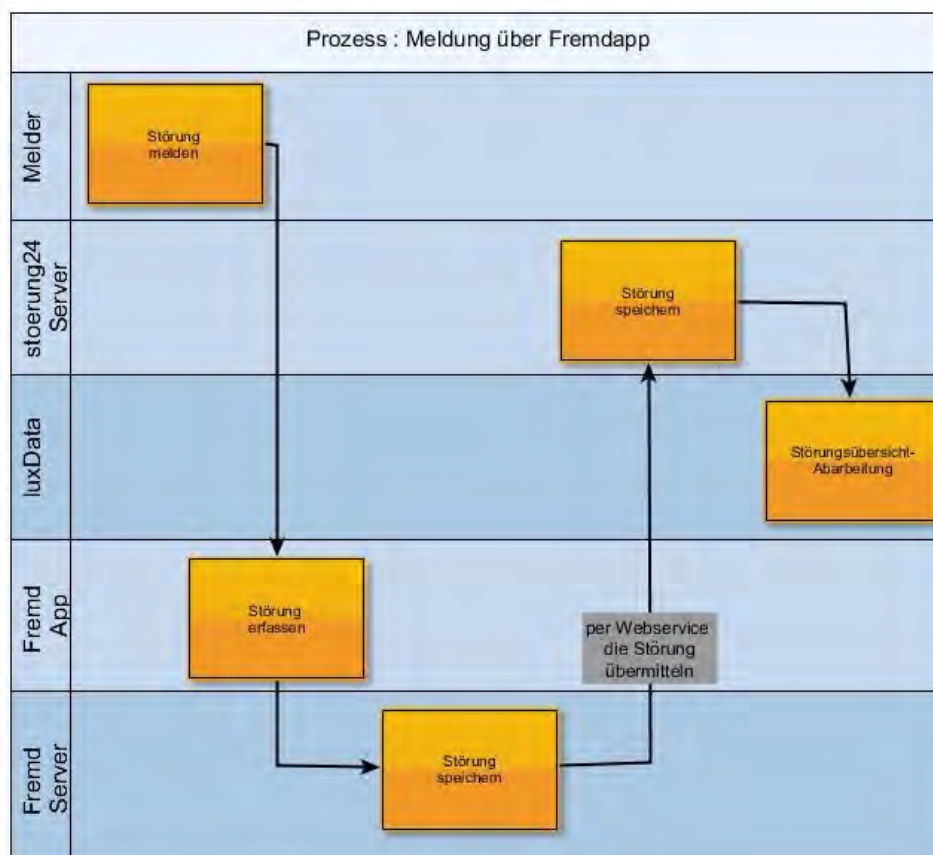 Prozess : Meldung über Fremdapp
Melder
Störung
melden
stoerung24
Server
Störung
speichern
luxData
Störungsübersicht-
Abarbeitung
Fremd
App
Störung
erfassen
per Webservice
die Störung
übermitteln
Fremd
Server
Störung
speichern